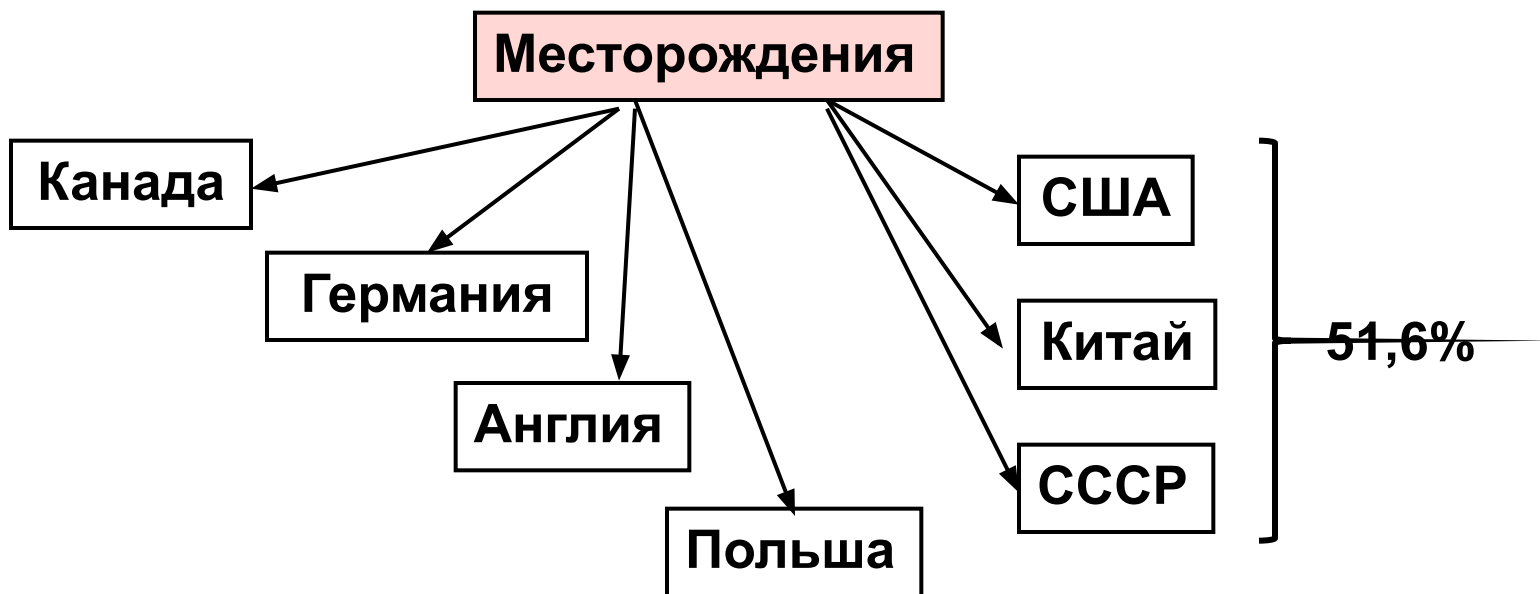 Месторождения
Канада
США
Германия
Китай
51,6%
Англия
СССР
Польша